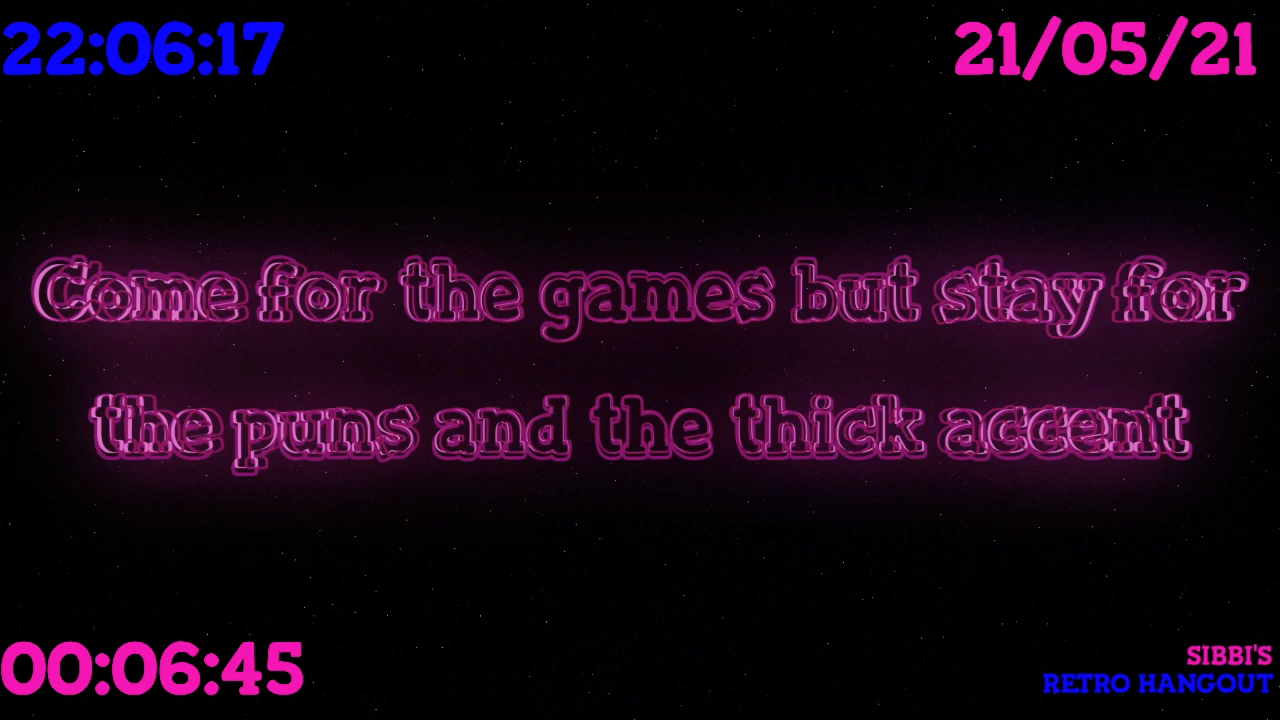 22:06:17
21/05/21
Come for the games but stay for
the puns and the thick accent
00:06:45
SIBBI'S
RETRO HANGOUT